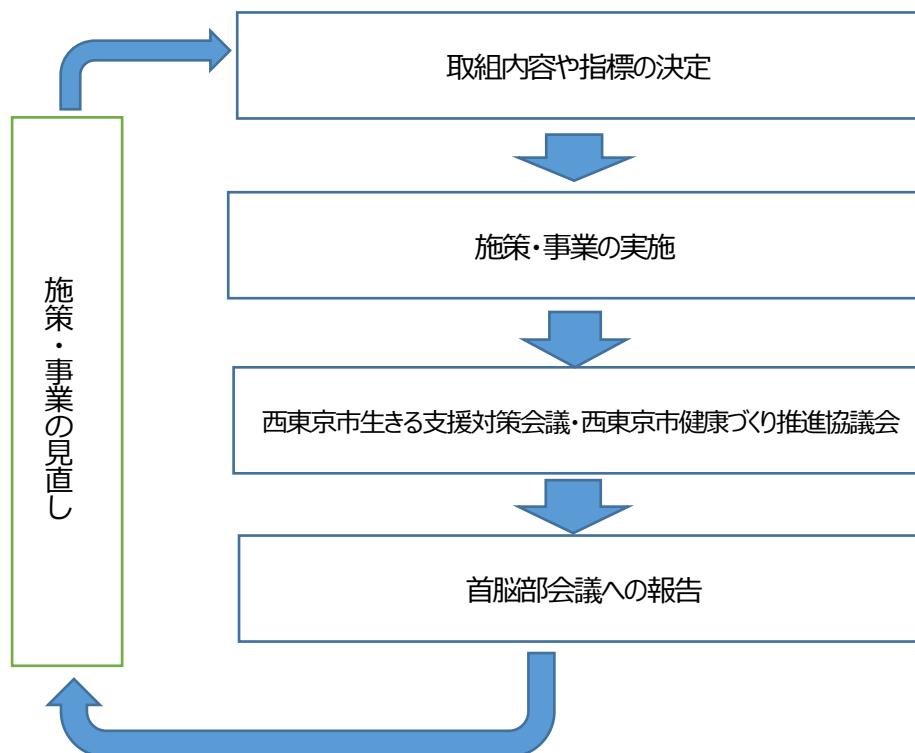 取組内容や指標の決定
施策・事業の実施
西東京市生きる支援対策会議・西東京市健康づくり推進協議会
首脳部会議への報告
施策・事業の見直し